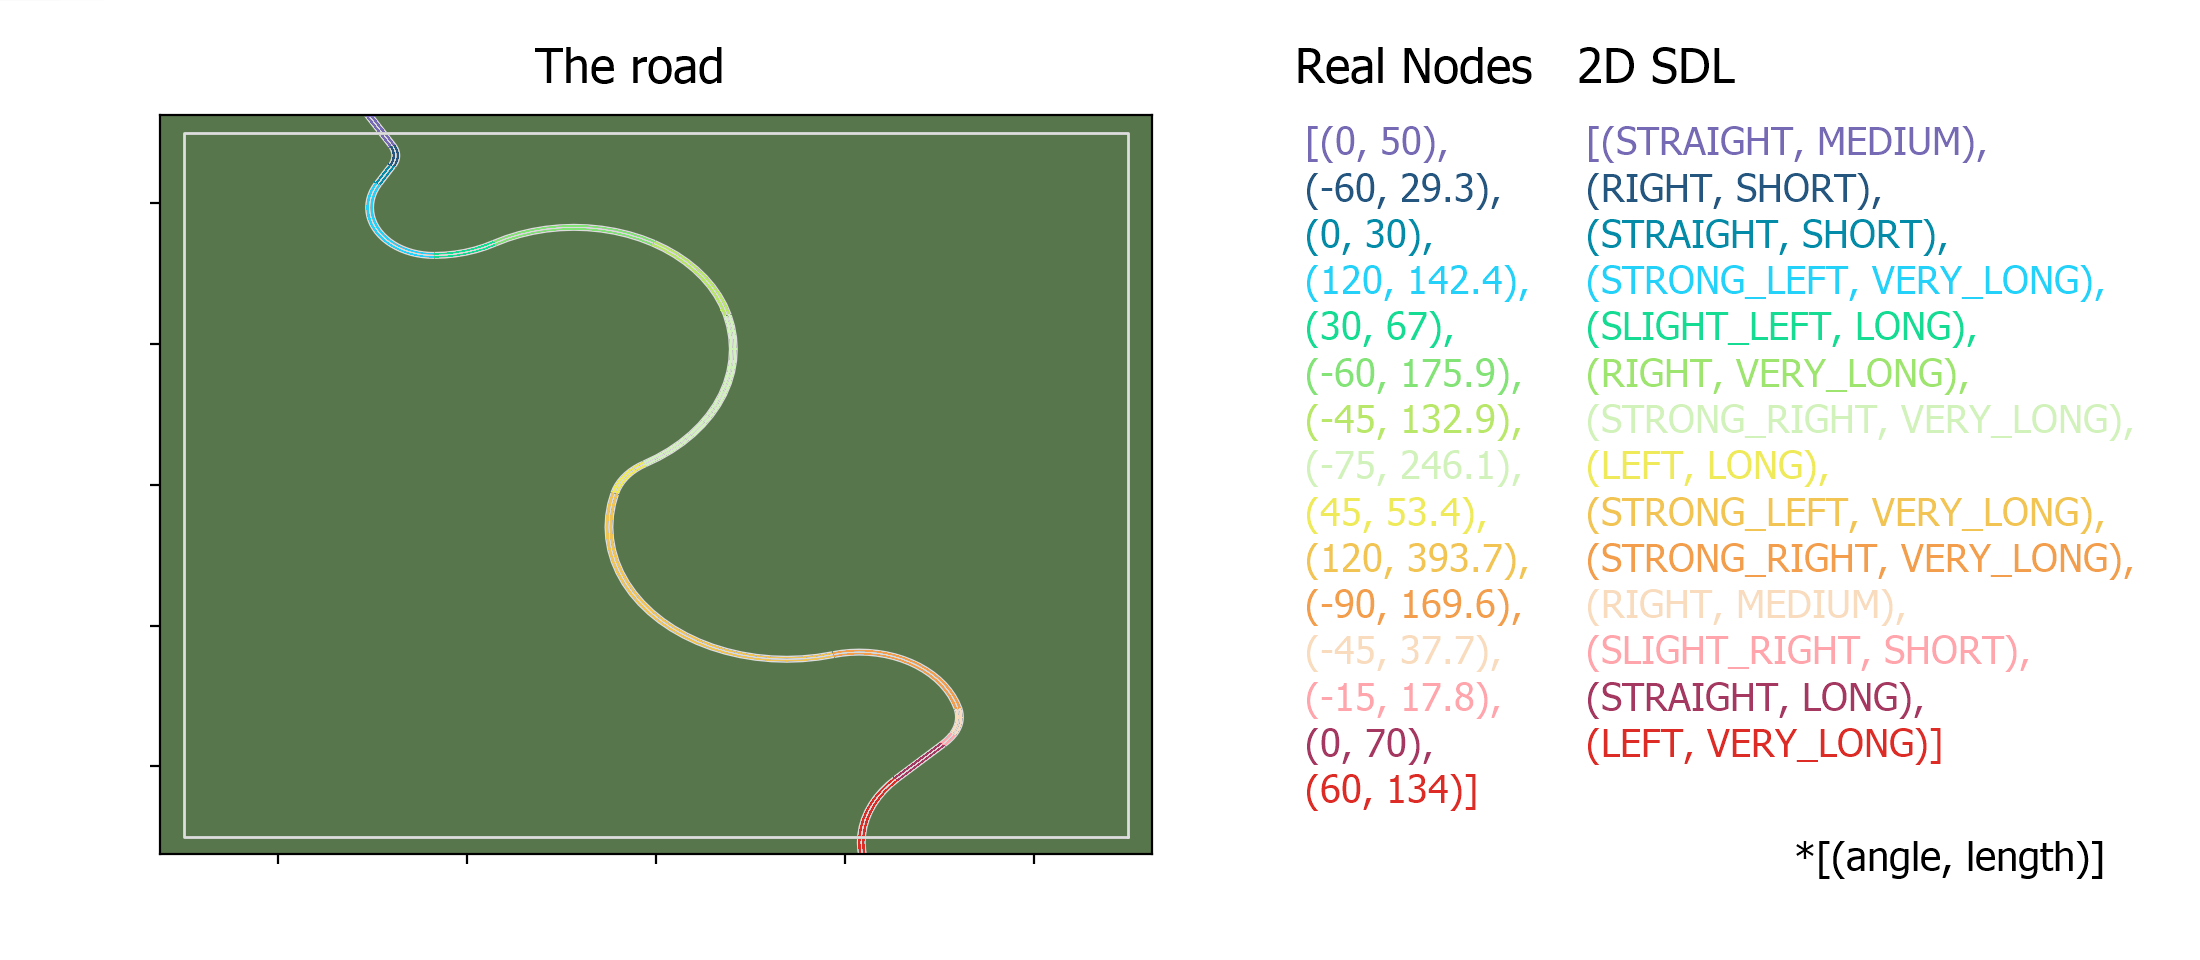 The road
Real Nodes 2D SDL
[(0, 50), [(STRAIGHT, MEDIUM),
(-60, 29.3), (RIGHT, SHORT),
(0, 30), (STRAIGHT, SHORT),
(120, 142.4), (STRONG_LEFT, VERY_LONG),
(30, 67), (SLIGHT_LEFT, LONG),
(-60, 175.9), (RIGHT, VERY_LONG),
(-45, 132.9), (STRONG_RIGHT, VERY_LONG),
(-75, 246.1), (LEFT, LONG),
(45, 53.4), (STRONG_LEFT, VERY_LONG),
(120, 393.7), (STRONG_RIGHT, VERY_LONG),
(-90, 169.6), (RIGHT, MEDIUM),
(-45, 37.7), (SLIGHT_RIGHT, SHORT),
(-15, 17.8), (STRAIGHT, LONG),
(0, 70), (LEFT, VERY_LONG)]
(60, 134)]
*[(angle, length)]